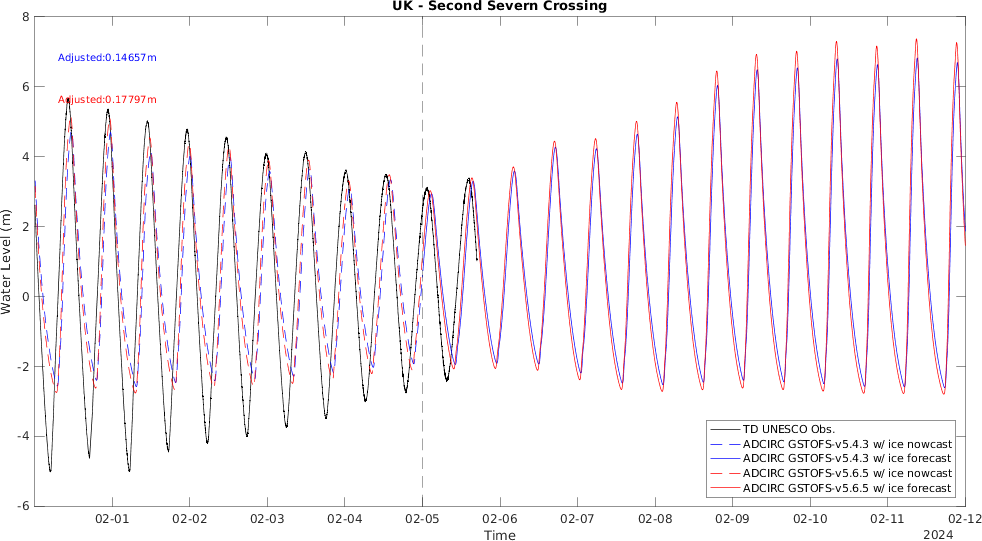 UK - Second Severn Crossing
Adjusted:0.14657m
Adjusted:0.17797m
Water Level (m)
8
6
4
2
0
-2
-4
-6
TD UNESCO Obs.
ADCIRC GSTOFS-v5.4.3 w/ ice nowcast
ADCIRC GSTOFS-v5.4.3 w/ ice forecast
ADCIRC GSTOFS-v5.6.5 w/ ice nowcast
ADCIRC GSTOFS-v5.6.5 w/ ice forecast
02-01 02-02 02-03 02-04 02-05 02-06 02-07 02-08 02-09 02-10 02-11 02-12
Time
2024